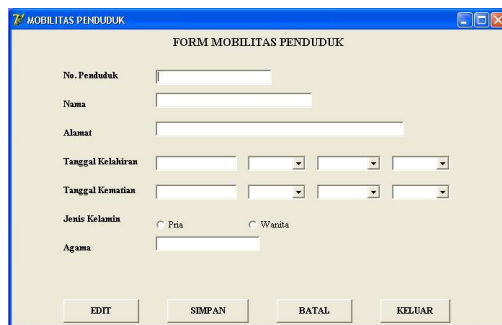 MOBILITAS PENDUDUK
FORM MOBILITAS PENDUDUK
No. Penduduk
Nama
Alamat
Tanggal Kelahiran
Tanggal Kematian
Jenis Kelamin
Pria Wanita
Agama
EDIT SIMPAN BATAL KELUAR